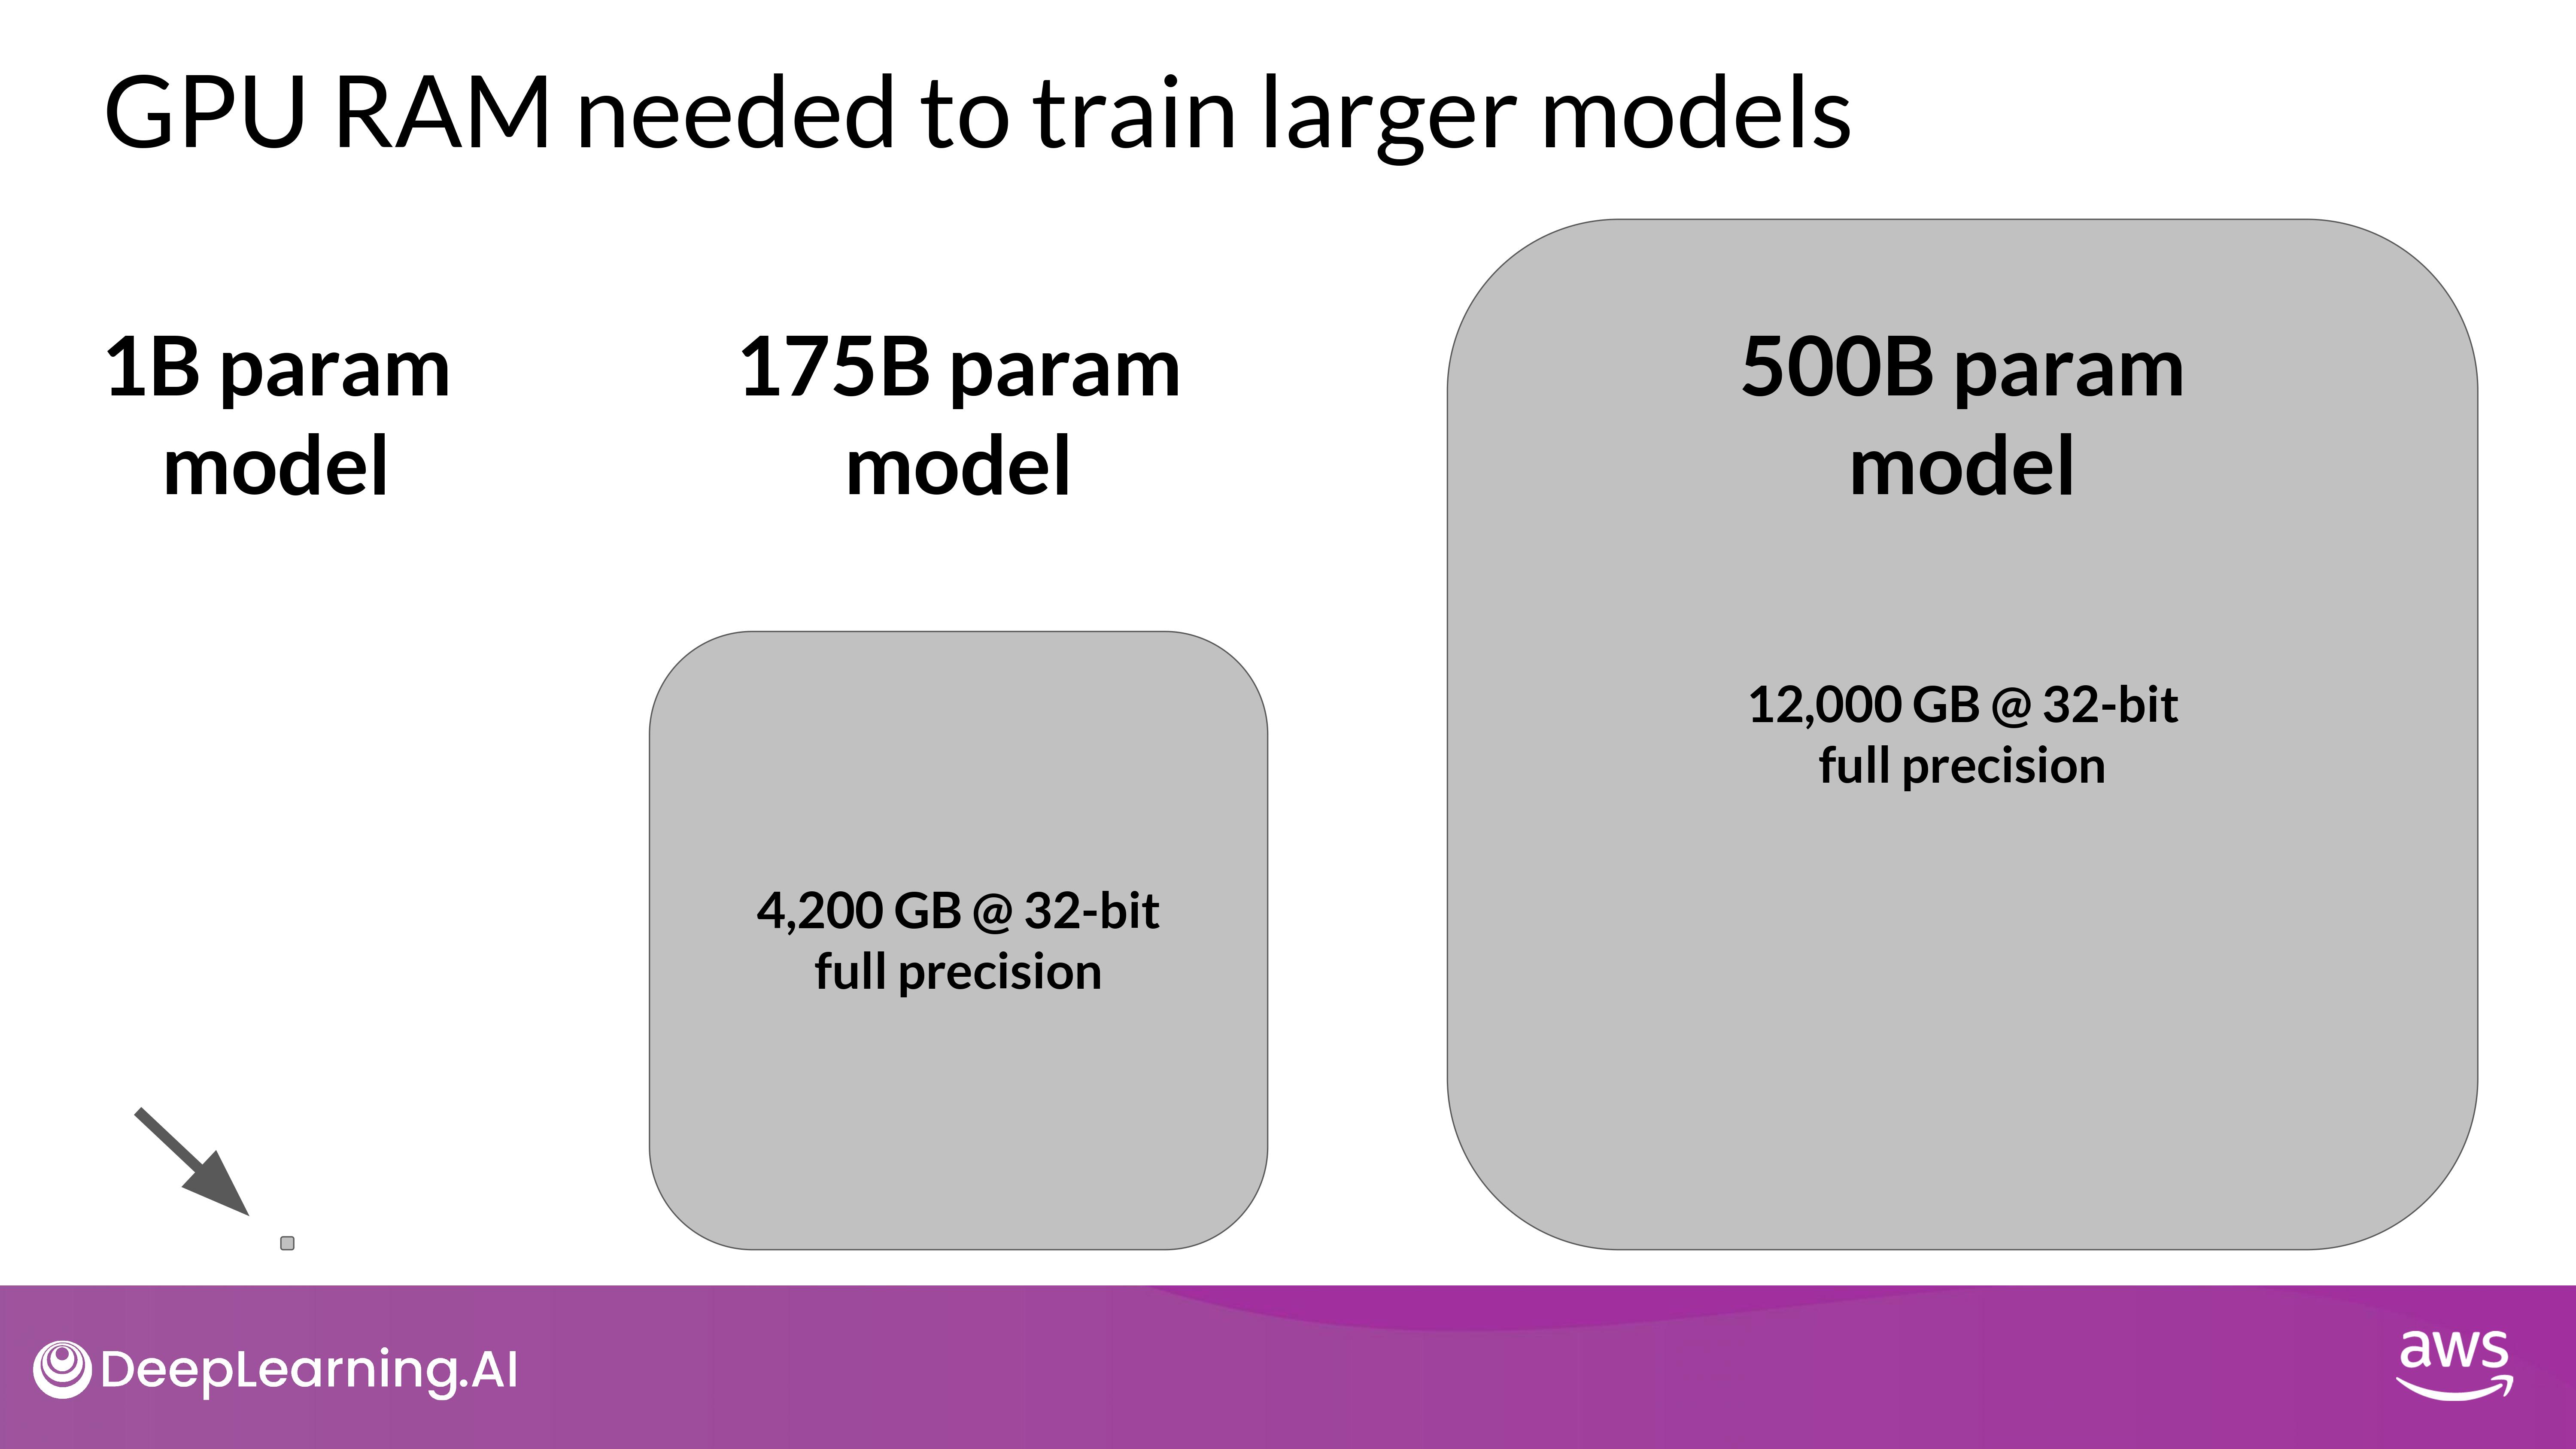 GPU RAM needed to train larger models
1B param
model
175B param
model
500B param
model
4,200 GB @ 32-bit
full precision
12,000 GB @ 32-bit
full precision
DeepLearning.AI
aws